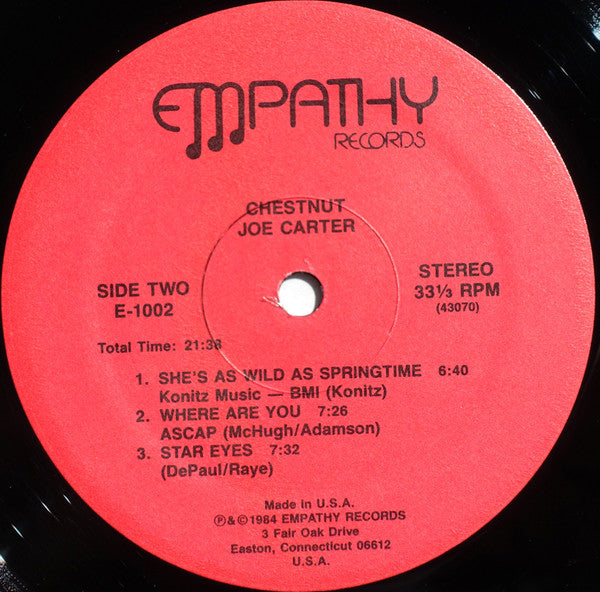 EMPATHY
RECORDS
CHESTNUT
JOE CARTER
SIDE TWO
E-1002
STEREO
33⅓ RPM
(43070)
Total Time: 21:38
1. SHE'S AS WILD AS SPRINGTIME 6:40
Konitz Music — BMI (Konitz)
2. WHERE ARE YOU 7:26
ASCAP (McHugh/Adamson)
3. STAR EYES 7:32
(DePaul/Raye)
Made in U.S.A.
℗&©1984 EMPATHY RECORDS
3 Fair Oak Drive
Easton, Connecticut 06612
U.S.A.